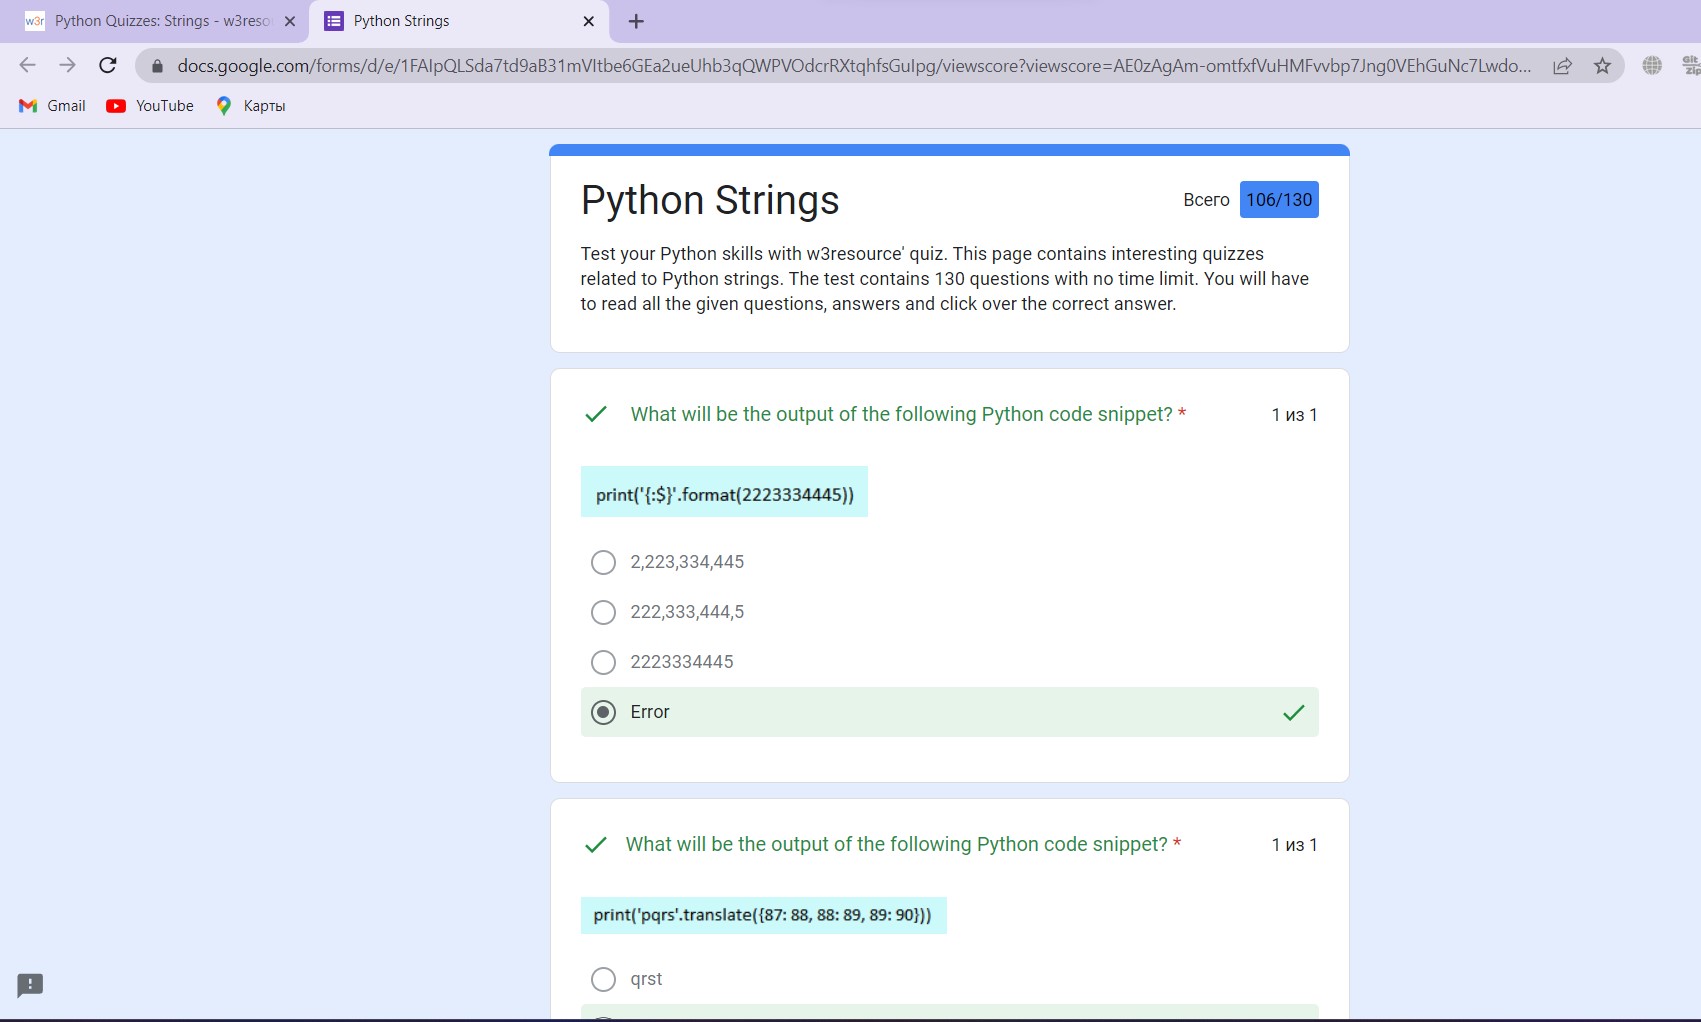 w3r Python Quizzes: Strings - w3reso
Python Strings
docs.google.com/forms/d/e/1FAIpQLSda7td9aB31mVItbe6GEa2ueUhb3qQWPVOdcrRXtqhfsGuIpg/viewscore?viewscore=AE0zAgAm-omtfxfVuHMFvvbp7Jng0VEhGuNc7Lwdo...
Git
Zip
Gmail
YouTube
Карты
Python Strings
Всего 106/130
Test your Python skills with w3resource' quiz. This page contains interesting quizzes
related to Python strings. The test contains 130 questions with no time limit. You will have
to read all the given questions, answers and click over the correct answer.
What will be the output of the following Python code snippet? *
1 из 1
print('{:$}'.format(2223334445))
2,223,334,445
222,333,444,5
2223334445
Error
What will be the output of the following Python code snippet? *
1 из 1
print('pqrs'.translate({87: 88, 88: 89, 89: 90}))
qrst